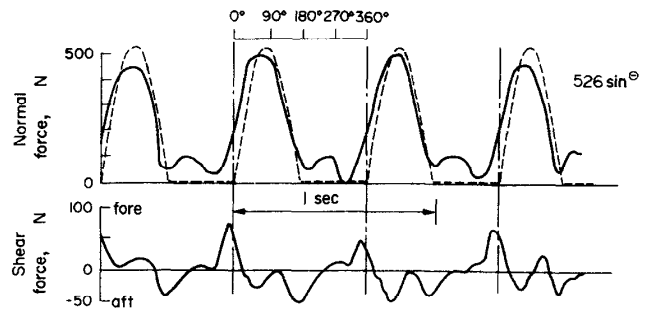 0° 90° 180° 270° 360°
500
0
Normal force, N
526 sin Θ
1 sec
100
0
-50
fore
aft
Shear force, N